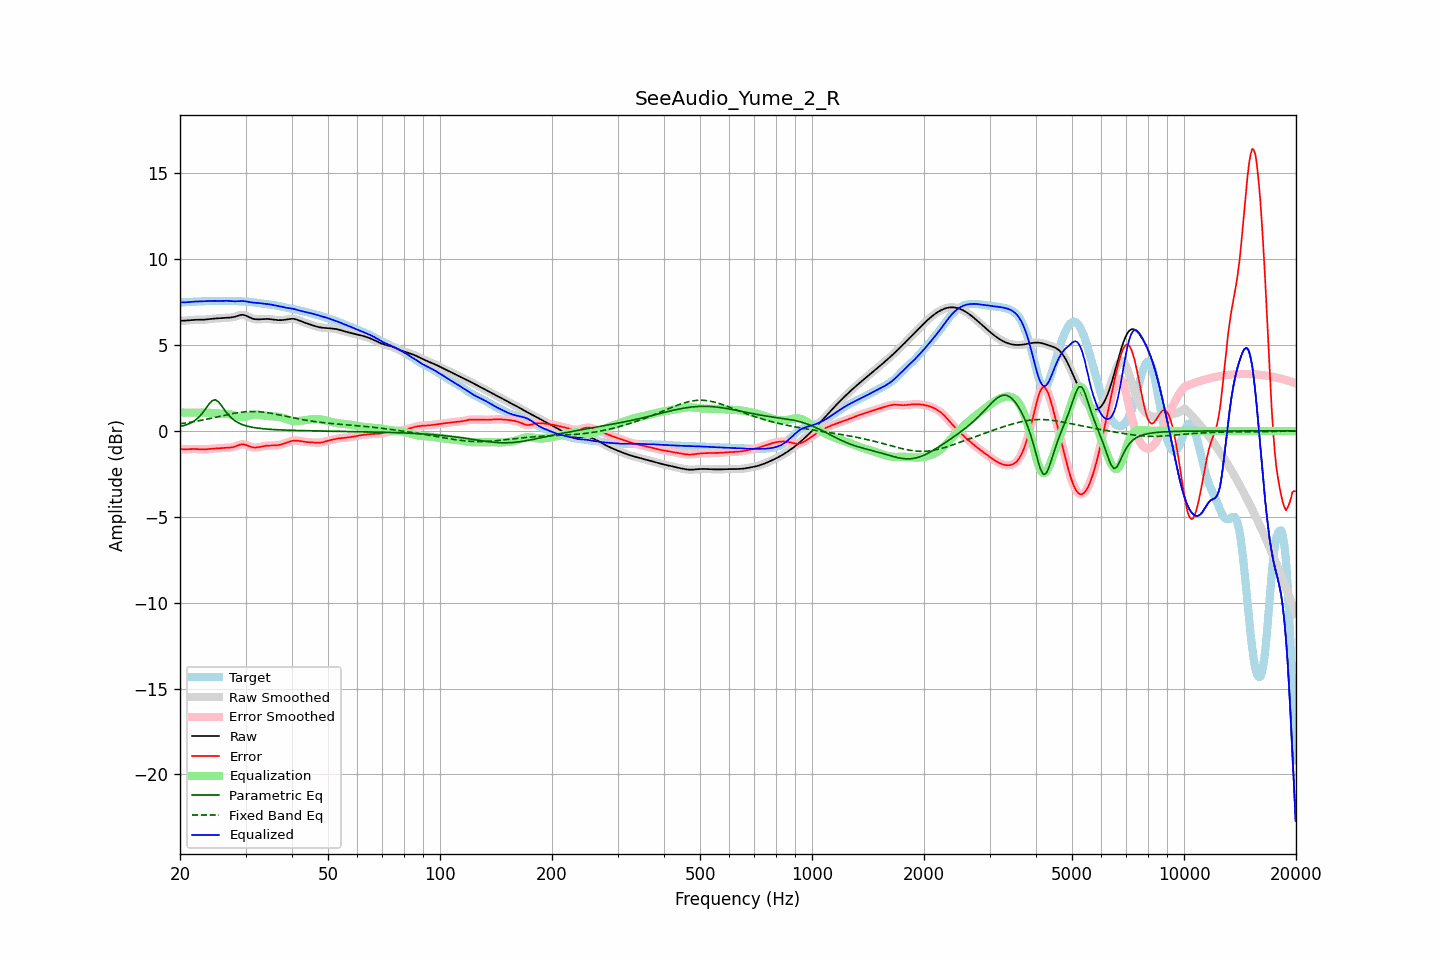 SeeAudio_Yume_2_R
Amplitude (dBr)
15
10
5
0
−5
−10
−15
−20
Target
Raw Smoothed
Error Smoothed
Raw
Error
Equalization
Parametric Eq
Fixed Band Eq
Equalized
20 50 100 200 500 1000 2000 5000 10000 20000
Frequency (Hz)